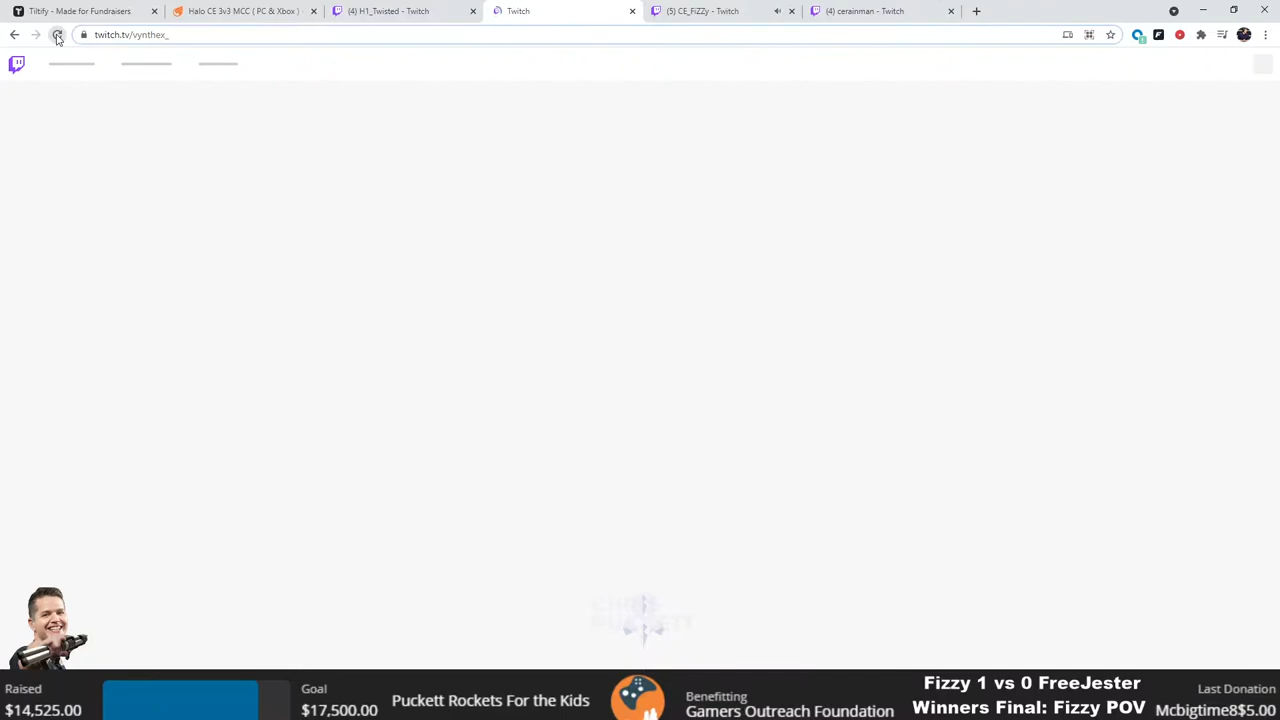 Tiltify - Made for Fundraisers
Halo CE 3v3 MCC ( PC & Xbox ) -
(4) H1_Twisted - Twitch
Twitch
(5) CE_FiZZy - Twitch
(4) cerainman - Twitch
twitch.tv/vynthex_
PUCKETT
Raised
$14,525.00
Goal
$17,500.00
Puckett Rockets For the Kids
Benefitting
Gamers Outreach Foundation
Fizzy 1 vs 0 FreeJester
Winners Final: Fizzy POV
Last Donation
Mcbigtime8$5.00